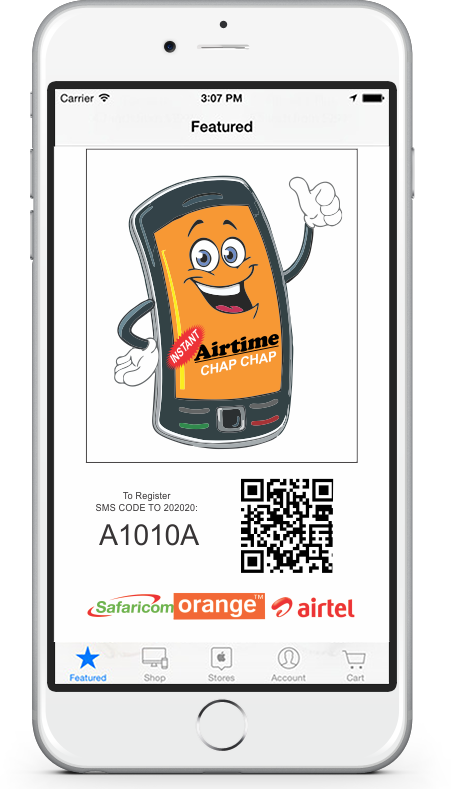 Carrier 3:07 PM
Featured
INSTANT
Airtime
CHAP CHAP
To Register
SMS CODE TO 202020:
A1010A
Safaricom orange™ airtel
Featured Shop Stores Account Cart